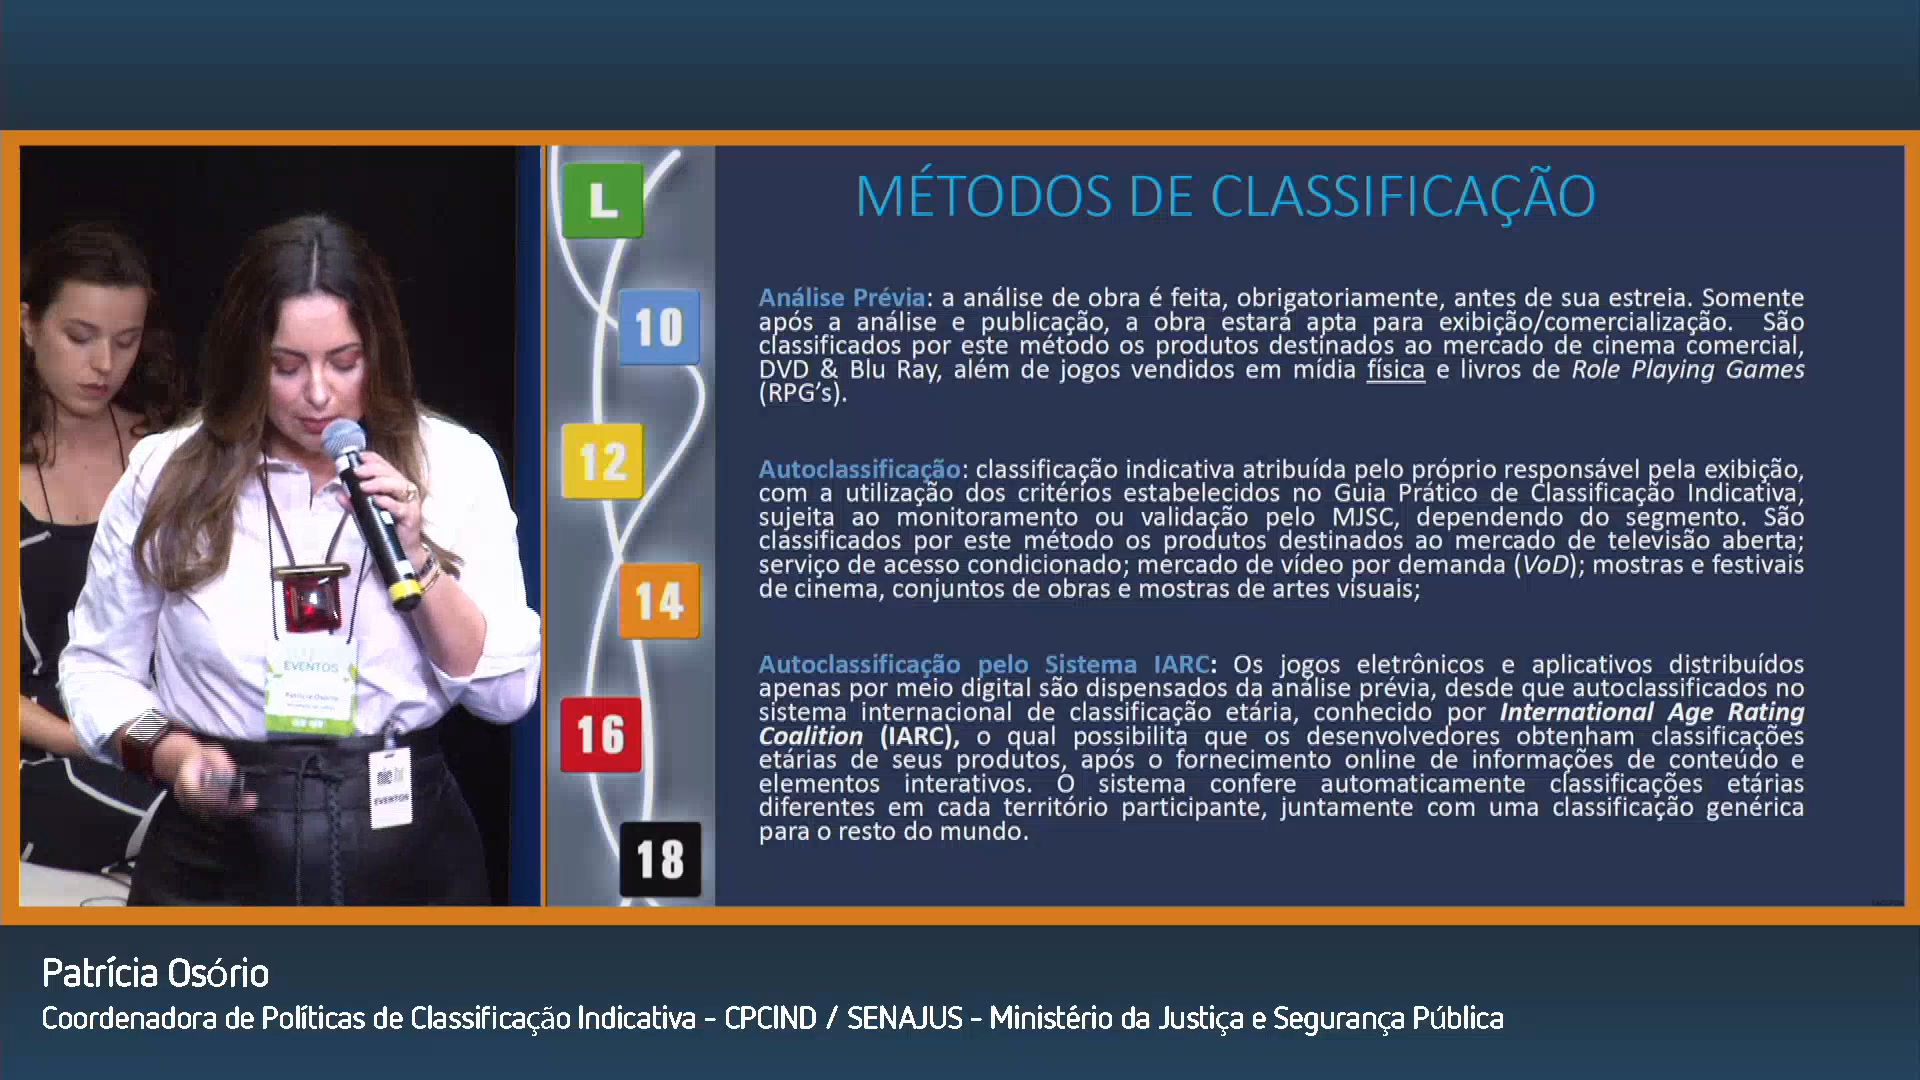 L
10
12
14
16
18
MÉTODOS DE CLASSIFICAÇÃO
Análise Prévia: a análise de obra é feita, obrigatoriamente, antes de sua estreia. Somente
após a análise e publicação, a obra estará apta para exibição/comercialização. São
classificados por este método os produtos destinados ao mercado de cinema comercial,
DVD & Blu Ray, além de jogos vendidos em mídia física e livros de Role Playing Games
(RPG's).
Autoclassificação: classificação indicativa atribuída pelo próprio responsável pela exibição,
com a utilização dos critérios estabelecidos no Guia Prático de Classificação Indicativa,
sujeita ao monitoramento ou validação pelo MJSC, dependendo do segmento. São
classificados por este método os produtos destinados ao mercado de televisão aberta;
serviço de acesso condicionado; mercado de vídeo por demanda (VoD); mostras e festivais
de cinema, conjuntos de obras e mostras de artes visuais;
Autoclassificação pelo Sistema IARC: Os jogos eletrônicos e aplicativos distribuídos
apenas por meio digital são dispensados da análise prévia, desde que autoclassificados no
sistema internacional de classificação etária, conhecido por International Age Rating
Coalition (IARC), o qual possibilita que os desenvolvedores obtenham classificações
etárias de seus produtos, após o fornecimento online de informações de conteúdo e
elementos interativos. O sistema confere automaticamente classificações etárias
diferentes em cada território participante, juntamente com uma classificação genérica
para o resto do mundo.
EVENTOS
Patrícia Osório
nic.br
EVENTOS
Patrícia Osório
Coordenadora de Políticas de Classificação Indicativa - CPCIND / SENAJUS - Ministério da Justiça e Segurança Pública